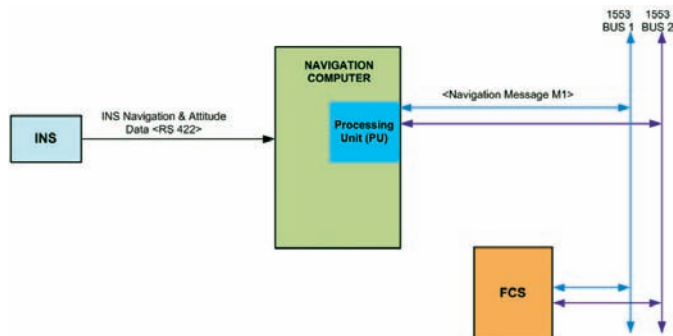 1553 1553
BUS 1 BUS 2
NAVIGATION
COMPUTER
<Navigation Message M1>
INS Navigation & Attitude
Data <RS 422>
INS
Processing
Unit (PU)
FCS